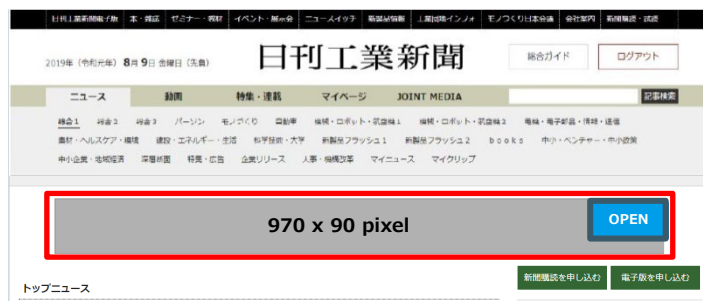 日刊工業新聞電子版 本・雑誌 セミナー・教材 イベント・展示会 ニュースイッチ 新製品情報 工業団地インフォ モノづくり日本会議 会社案内 新聞購読・試読
2019年 (令和元年) 8月 9日 金曜日 (先負)
日刊工業新聞
総合ガイド
ログアウト
ニュース 動画 特集・連載 マイページ JOINT MEDIA 記事検索
総合1 総合2 総合3 パーソン モノづくり 自動車 機械・ロボット・航空機1 機械・ロボット・航空機2 電機・電子部品・情報・通信
素材・ヘルスケア・環境 建設・エネルギー・生活 科学技術・大学 新製品フラッシュ1 新製品フラッシュ2 books 中小・ベンチャー・中小政策
中小企業・地域経済 深層断面 特集・広告 企業リリース 人事・機構改革 マイニュース マイクリップ
970 x 90 pixel
OPEN
新聞購読を申し込む 電子版を申し込む
トップニュース